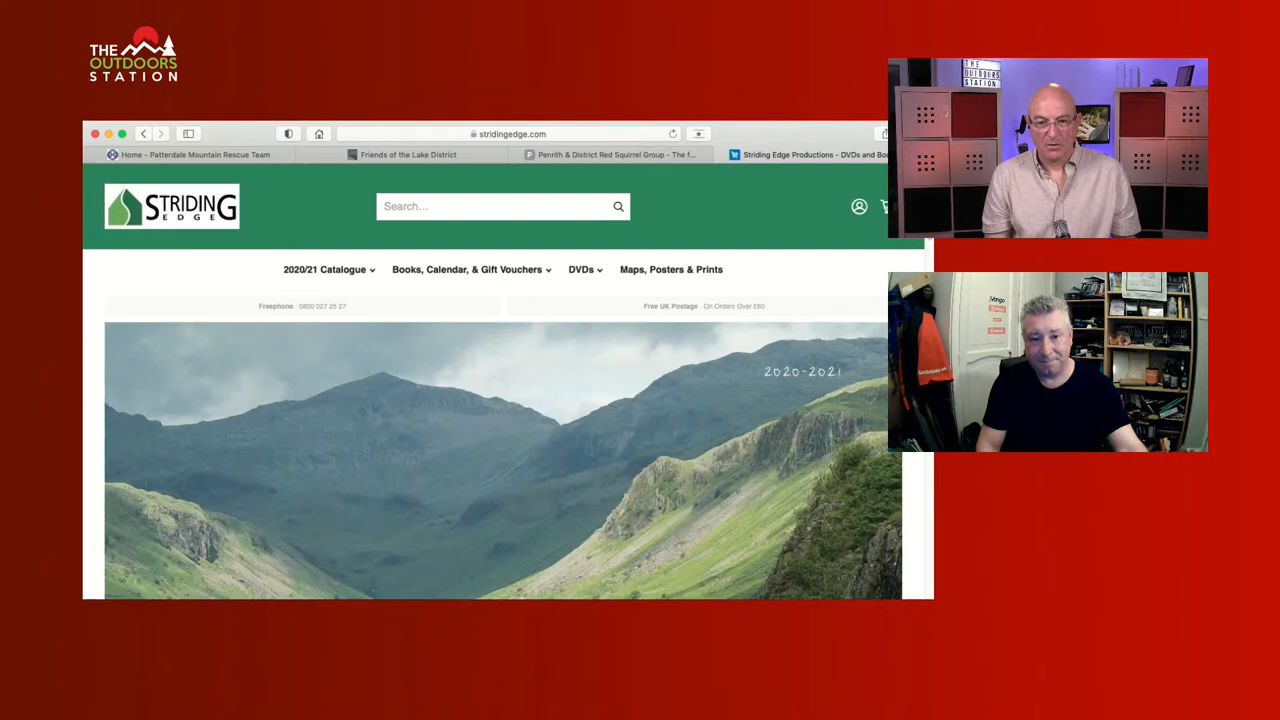 THE
OUTDOORS
STATION
stridingedge.com
Home - Patterdale Mountain Rescue Team
Friends of the Lake District
Penrith & District Red Squirrel Group - The f...
Striding Edge Productions - DVDs and Boo
STRIDING
EDGE
Search...
2020/21 Catalogue
Books, Calendar, & Gift Vouchers
DVDs
Maps, Posters & Prints
Freephone 0800 027 25 27
Free UK Postage On Orders Over £60
2020-2021
THE
OUTDOORS
STATION
Vango